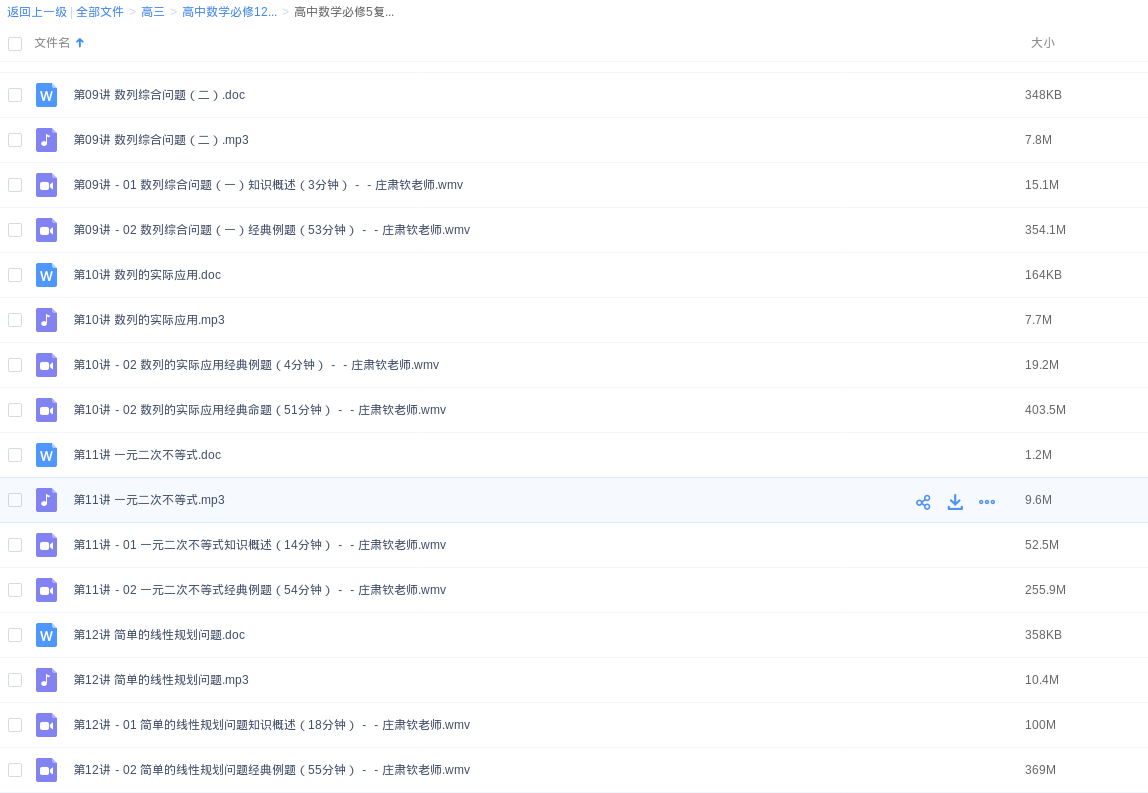 返回上一级 | 全部文件 > 高三 > 高中数学必修12... > 高中数学必修5复...
文件名 大小
第09讲 数列综合问题（二）.doc 348KB
第09讲 数列综合问题（二）.mp3 7.8M
第09讲 - 01 数列综合问题（一）知识概述（3分钟） - - 庄肃钦老师.wmv 15.1M
第09讲 - 02 数列综合问题（一）经典例题（53分钟） - - 庄肃钦老师.wmv 354.1M
第10讲 数列的实际应用.doc 164KB
第10讲 数列的实际应用.mp3 7.7M
第10讲 - 02 数列的实际应用经典例题（4分钟） - - 庄肃钦老师.wmv 19.2M
第10讲 - 02 数列的实际应用经典命题（51分钟） - - 庄肃钦老师.wmv 403.5M
第11讲 一元二次不等式.doc 1.2M
第11讲 一元二次不等式.mp3 9.6M
第11讲 - 01 一元二次不等式知识概述（14分钟） - - 庄肃钦老师.wmv 52.5M
第11讲 - 02 一元二次不等式经典例题（54分钟） - - 庄肃钦老师.wmv 255.9M
第12讲 简单的线性规划问题.doc 358KB
第12讲 简单的线性规划问题.mp3 10.4M
第12讲 - 01 简单的线性规划问题知识概述（18分钟） - - 庄肃钦老师.wmv 100M
第12讲 - 02 简单的线性规划问题经典例题（55分钟） - - 庄肃钦老师.wmv 369M